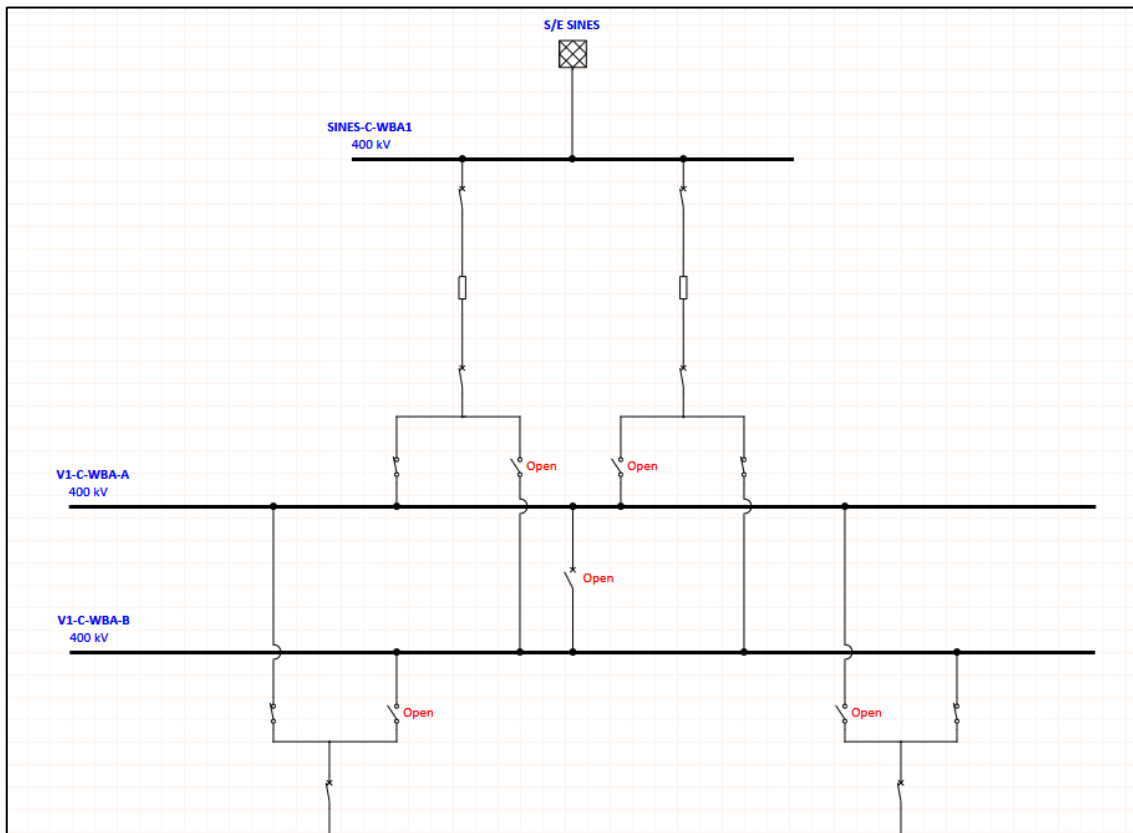 S/E SINES
SINES-C-WBA1
400 kV
Open
Open
V1-C-WBA-A
400 kV
Open
V1-C-WBA-B
400 kV
Open
Open